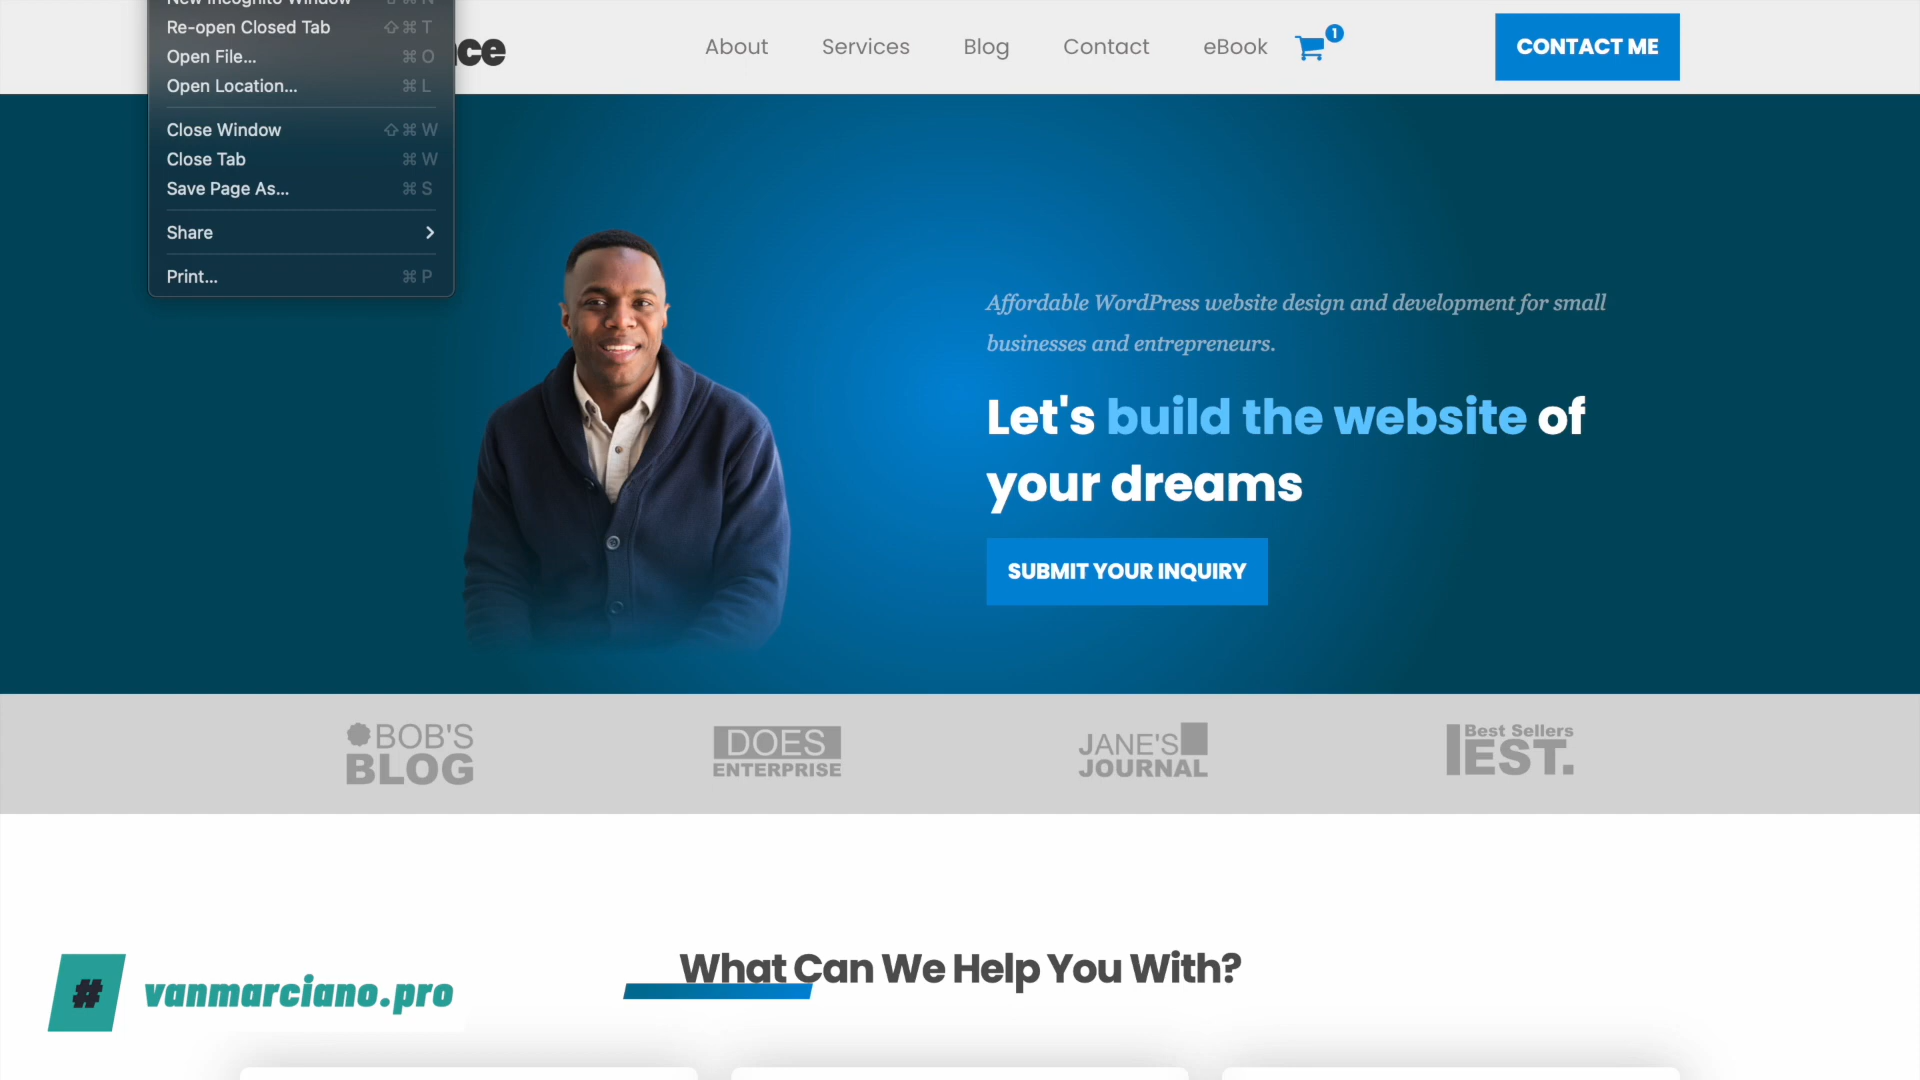 New Incognito Window ⇧ ⌘ N
Re-open Closed Tab ⇧ ⌘ T
Open File... ⌘ O
Open Location... ⌘ L
Close Window ⇧ ⌘ W
Close Tab ⌘ W
Save Page As... ⌘ S
Share
Print... ⌘ P
ce
About
Services
Blog
Contact
eBook
1
CONTACT ME
Affordable WordPress website design and development for small
businesses and entrepreneurs.
Let's build the website of
your dreams
SUBMIT YOUR INQUIRY
BOB'S
BLOG
DOES
ENTERPRISE
JANE'S
JOURNAL
Best Sellers
EST.
What Can We Help You With?
# vanmarciano.pro